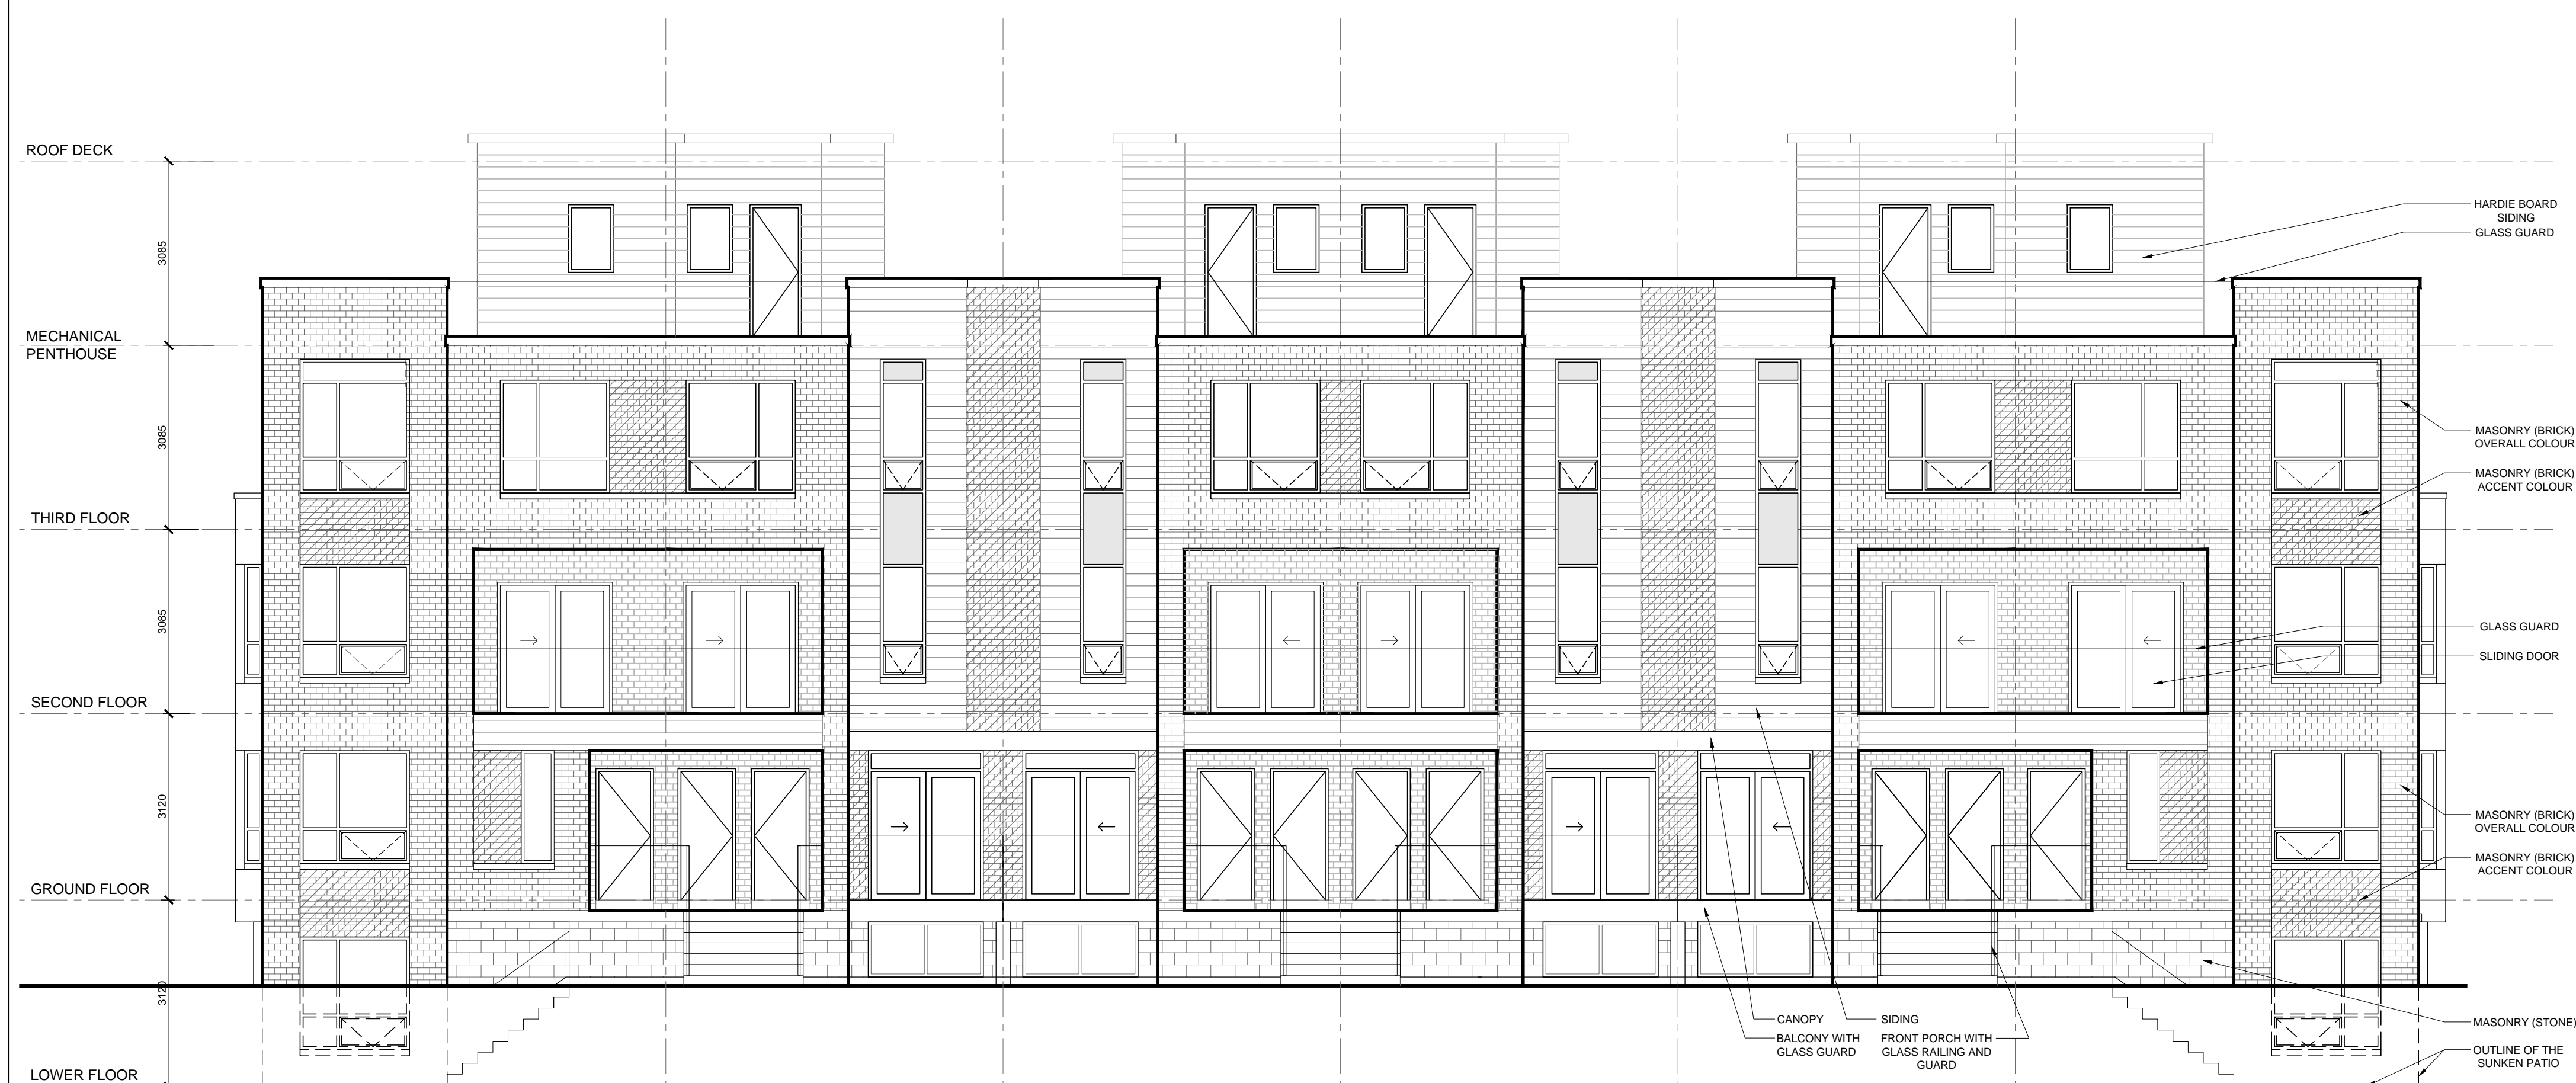 ROOF DECK
3085
MECHANICAL
PENTHOUSE
3085
THIRD FLOOR
3085
SECOND FLOOR
3120
GROUND FLOOR
3120
LOWER FLOOR
HARDIE BOARD
SIDING
GLASS GUARD
MASONRY (BRICK)
OVERALL COLOUR
MASONRY (BRICK)
ACCENT COLOUR
GLASS GUARD
SLIDING DOOR
MASONRY (BRICK)
OVERALL COLOUR
MASONRY (BRICK)
ACCENT COLOUR
CANOPY
BALCONY WITH
GLASS GUARD
SIDING
FRONT PORCH WITH
GLASS RAILING AND
GUARD
MASONRY (STONE)
OUTLINE OF THE
SUNKEN PATIO